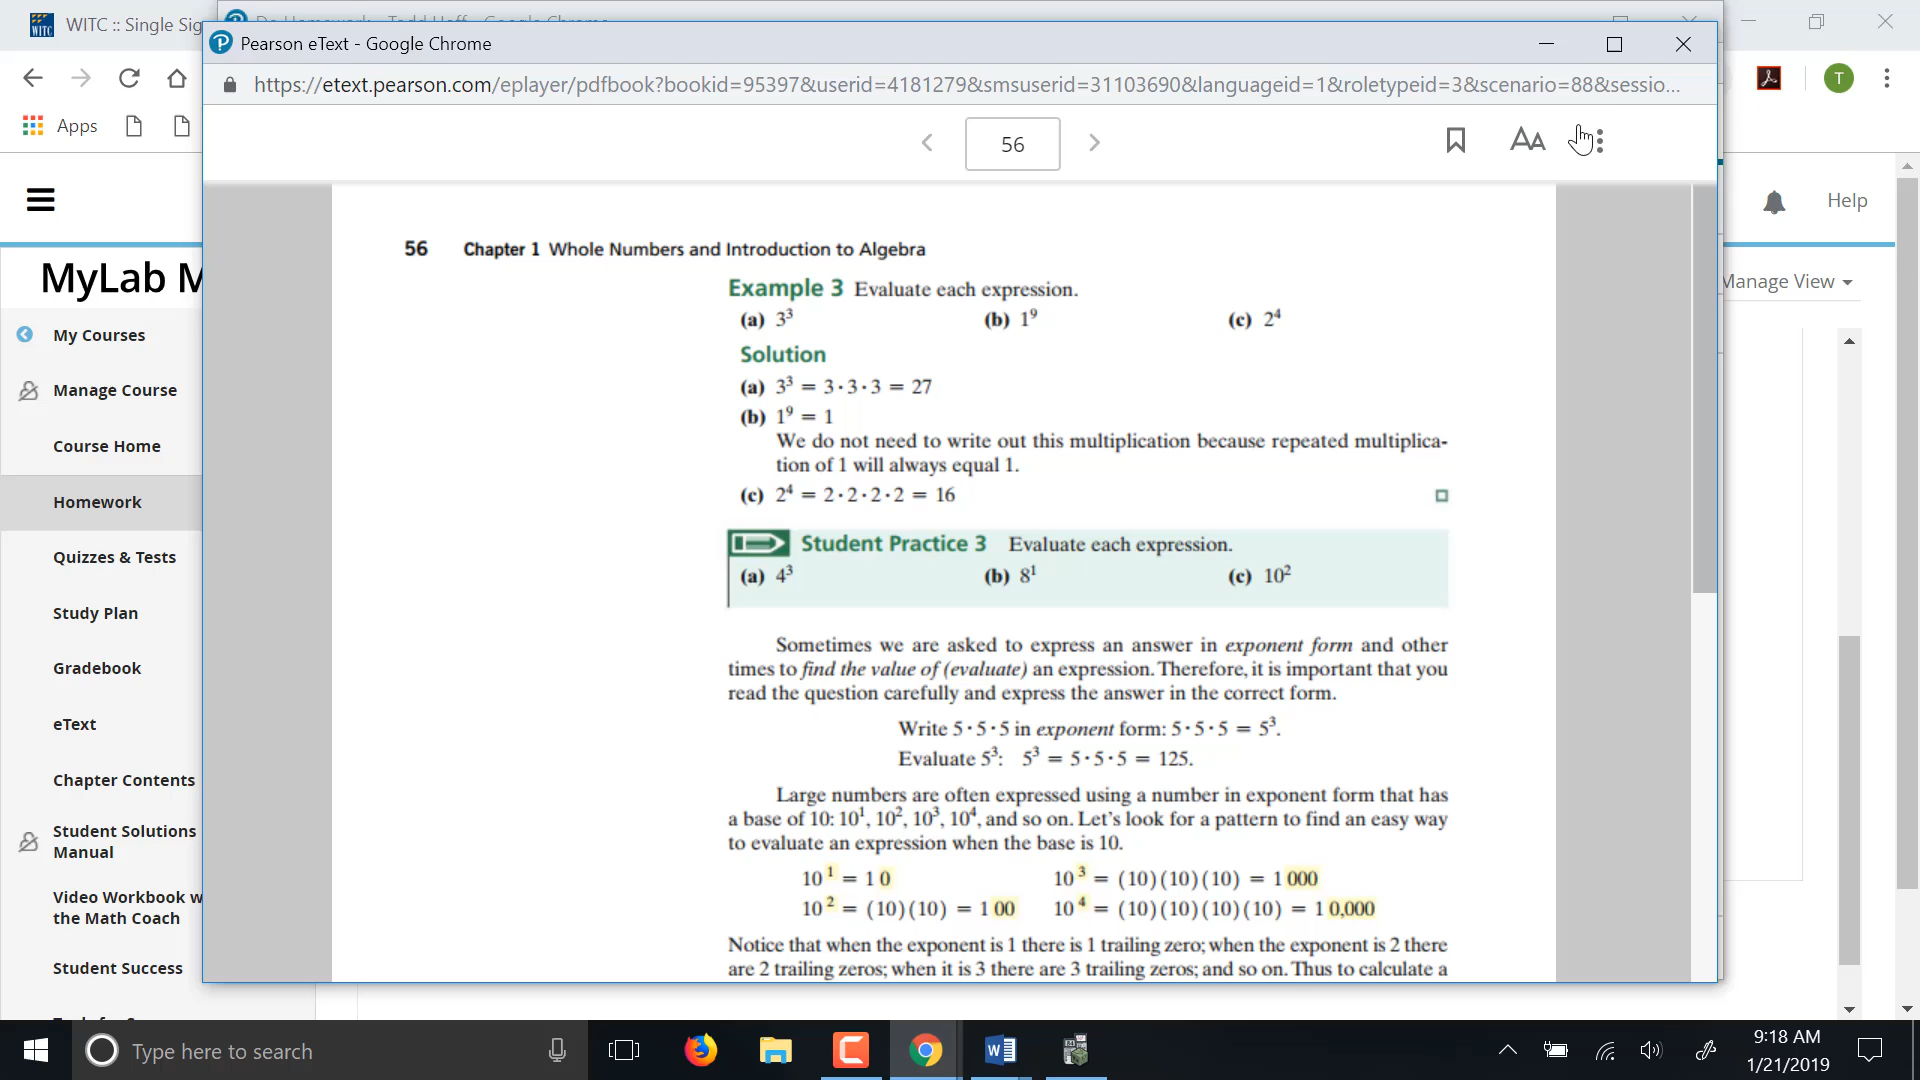 WITC :: Single Sig
Pearson eText - Google Chrome
https://etext.pearson.com/eplayer/pdfbook?bookid=95397&userid=4181279&smsuserid=31103690&languageid=1&roletypeid=3&scenario=88&sessio...
T
Apps
56
AA
Help
MyLab M
Manage View
My Courses
Manage Course
Course Home
Homework
Quizzes & Tests
Study Plan
Gradebook
eText
Chapter Contents
Student Solutions
Manual
Video Workbook w
the Math Coach
Student Success
56 Chapter 1 Whole Numbers and Introduction to Algebra
Example 3 Evaluate each expression.
(a) 3³ (b) 1⁹ (c) 2⁴
Solution
(a) 3³ = 3 · 3 · 3 = 27
(b) 1⁹ = 1
We do not need to write out this multiplication because repeated multiplica-
tion of 1 will always equal 1.
(c) 2⁴ = 2 · 2 · 2 · 2 = 16
Student Practice 3 Evaluate each expression.
(a) 4³ (b) 8¹ (c) 10²
Sometimes we are asked to express an answer in exponent form and other
times to find the value of (evaluate) an expression. Therefore, it is important that you
read the question carefully and express the answer in the correct form.
Write 5 · 5 · 5 in exponent form: 5 · 5 · 5 = 5³.
Evaluate 5³: 5³ = 5 · 5 · 5 = 125.
Large numbers are often expressed using a number in exponent form that has
a base of 10: 10¹, 10², 10³, 10⁴, and so on. Let's look for a pattern to find an easy way
to evaluate an expression when the base is 10.
10¹ = 10 10³ = (10)(10)(10) = 1000
10² = (10)(10) = 100 10⁴ = (10)(10)(10)(10) = 10,000
Notice that when the exponent is 1 there is 1 trailing zero; when the exponent is 2 there
are 2 trailing zeros; when it is 3 there are 3 trailing zeros; and so on. Thus to calculate a
Type here to search
9:18 AM
1/21/2019